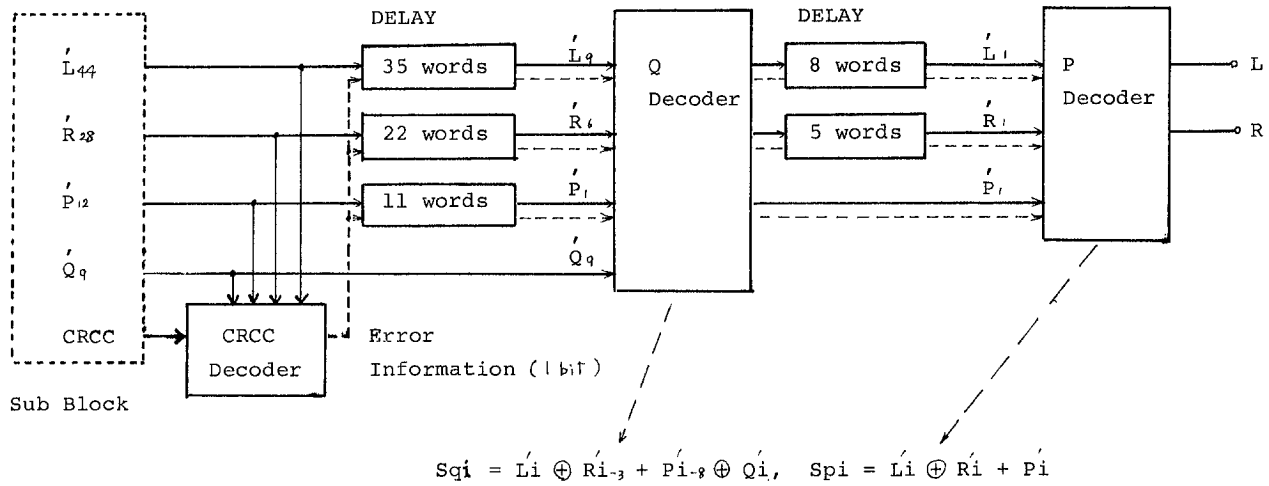 DELAY DELAY
L´44 35 words L´9 Q Decoder 8 words L´1 P Decoder L
R´28 22 words R´6 5 words R´1 R
P´12 11 words P´1 P´1
Q´9 Q´9
CRCC CRCC Decoder Error Information (1 bit)
Sub Block
Sqi = L´i ⊕ R´i-3 + P´i-8 ⊕ Q´i, Spi = L´i ⊕ R´i + P´i